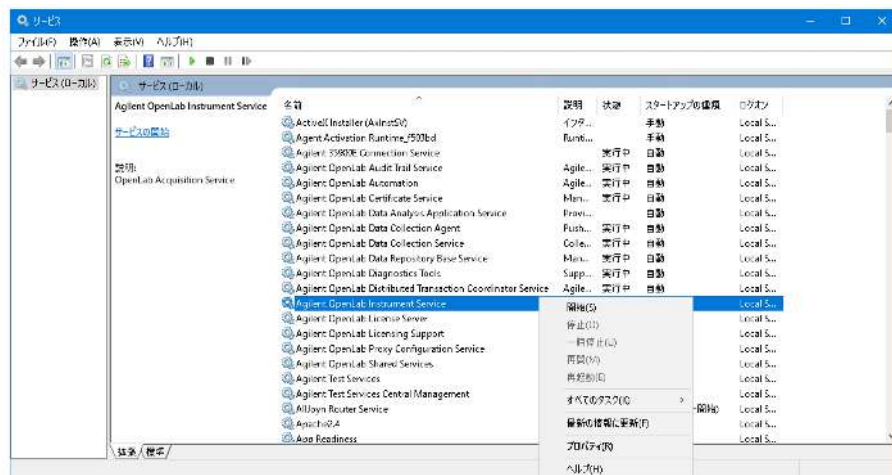 サービス
ファイル(F) 操作(A) 表示(V) ヘルプ(H)
サービス (ローカル)
サービス (ローカル)
Agilent OpenLab Instrument Service
サービスの開始
説明:
OpenLab Acquisition Service
名前 説明 状態 スタートアップの種類 ログオン
ActiveX Installer (AxInstSV) インス... 手動 Local S...
Agent Activation Runtime_f503bd Runti... 手動 Local S...
Agilent 35900E Connection Service 実行中 自動 Local S...
Agilent OpenLab Audit Trail Service Agile... 実行中 自動 Local S...
Agilent OpenLab Automation Agile... 実行中 自動 Local S...
Agilent OpenLab Certificate Service Man... 実行中 自動 Local S...
Agilent OpenLab Data Analysis Application Service Provi... 自動 Local S...
Agilent OpenLab Data Collection Agent Push... 実行中 自動 Local S...
Agilent OpenLab Data Collection Service Colle... 実行中 自動 Local S...
Agilent OpenLab Data Repository Base Service Man... 実行中 自動 Local S...
Agilent OpenLab Diagnostics Tools Supp... 実行中 自動 Local S...
Agilent OpenLab Distributed Transaction Coordinator Service Agile... 実行中 自動 Local S...
Agilent OpenLab Instrument Service Local S...
Agilent OpenLab License Server Local S...
Agilent OpenLab Licensing Support Local S...
Agilent OpenLab Proxy Configuration Service Local S...
Agilent OpenLab Shared Services Local S...
Agilent Test Services Local S...
Agilent Test Services Central Management Local S...
AllJoyn Router Service ー開始) Local S...
Apache2.4 Local S...
App Readiness Local S...
開始(S)
停止(O)
一時停止(U)
再開(M)
再起動(E)
すべてのタスク(K)
最新の情報に更新(F)
プロパティ(R)
ヘルプ(H)
拡張 標準